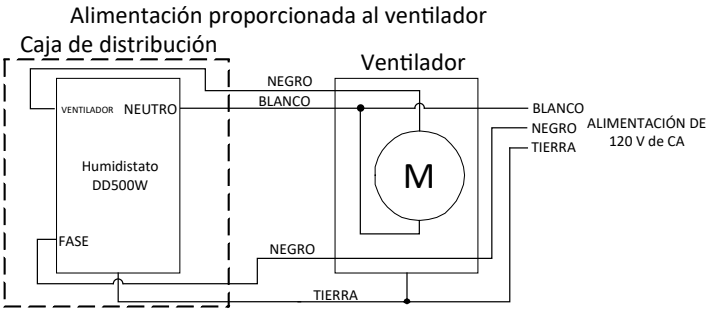 Alimentación proporcionada al ventilador
Caja de distribución
Ventilador
NEGRO
BLANCO
VENTILADOR NEUTRO
BLANCO
NEGRO
TIERRA
ALIMENTACIÓN DE
120 V de CA
Humidistato
DD500W
M
FASE
NEGRO
TIERRA